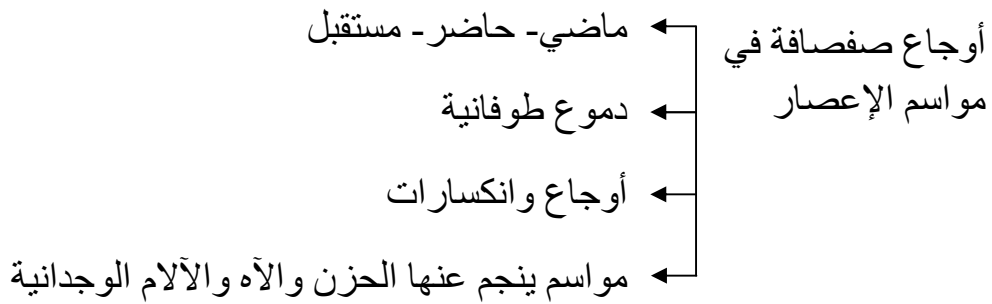 أوجاع صفصافة في
مواسم الإعصار
ماضي- حاضر- مستقبل
دموع طوفانية
أوجاع وانكسارات
مواسم ينجم عنها الحزن والآه والآلام الوجدانية